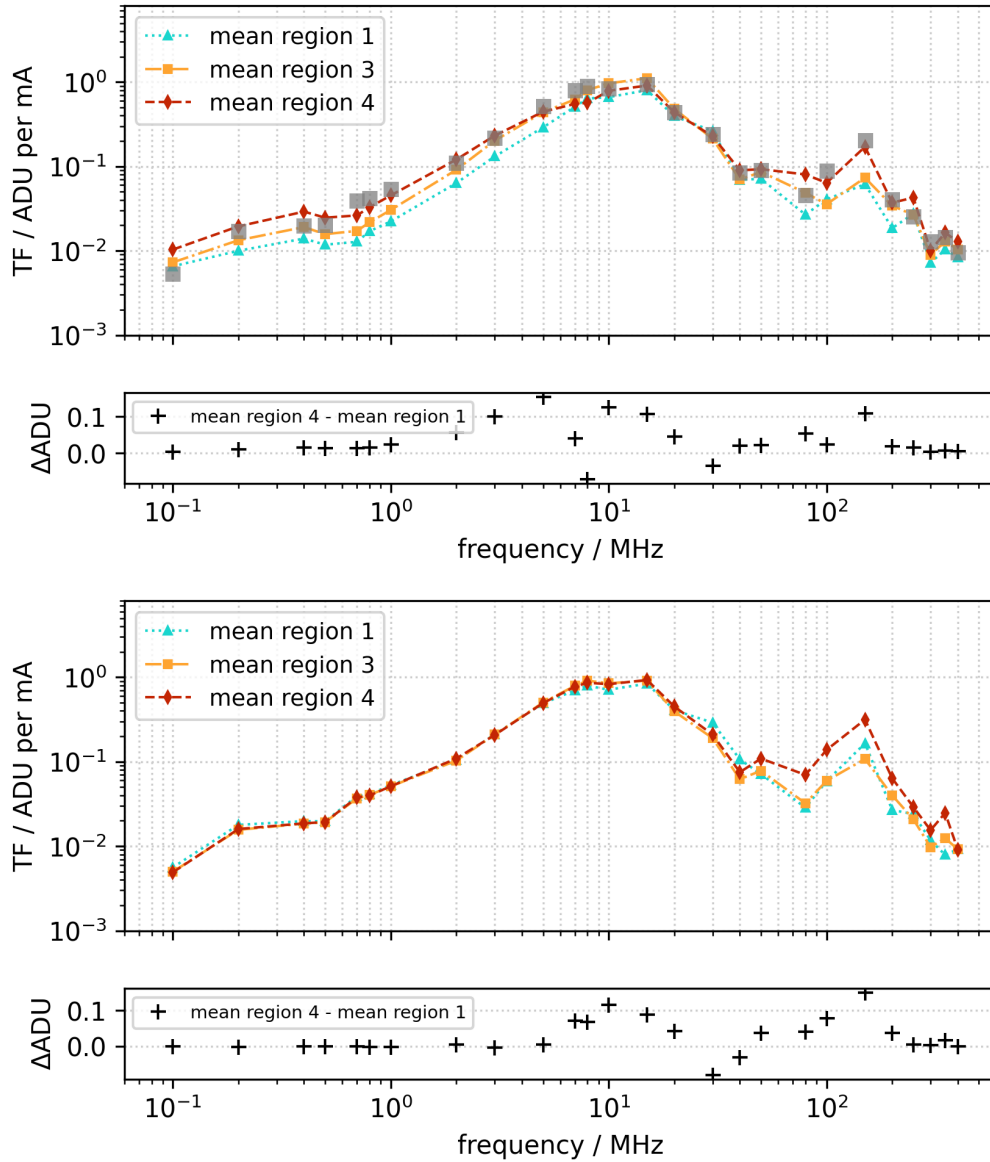 mean region 1
mean region 3
mean region 4
TF / ADU per mA
10⁰
10⁻¹
10⁻²
10⁻³
mean region 4 - mean region 1
ΔADU
0.1
0.0
10⁻¹ 10⁰ 10¹ 10²
frequency / MHz
mean region 1
mean region 3
mean region 4
TF / ADU per mA
10⁰
10⁻¹
10⁻²
10⁻³
mean region 4 - mean region 1
ΔADU
0.1
0.0
10⁻¹ 10⁰ 10¹ 10²
frequency / MHz